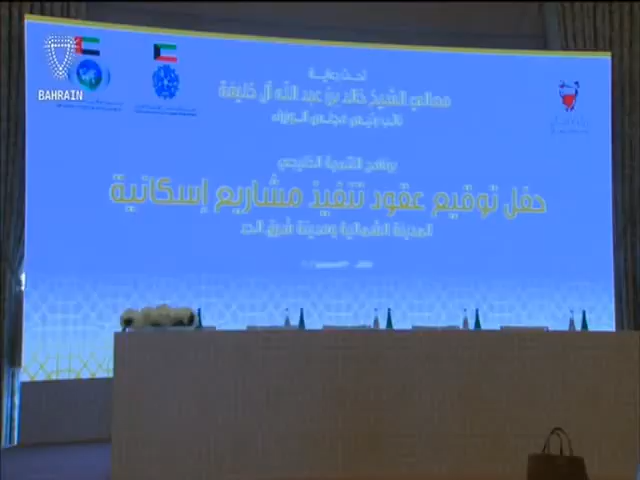 BAHRAIN
تحت رعاية
معالي الشيخ خالد بن عبد الله آل خليفة
نائب رئيس مجلس الوزراء
برنامج التنمية الخليجي
حفل توقيع عقود تنفيذ مشاريع إسكانية
المدينة الشمالية ومدينة شرق الحد